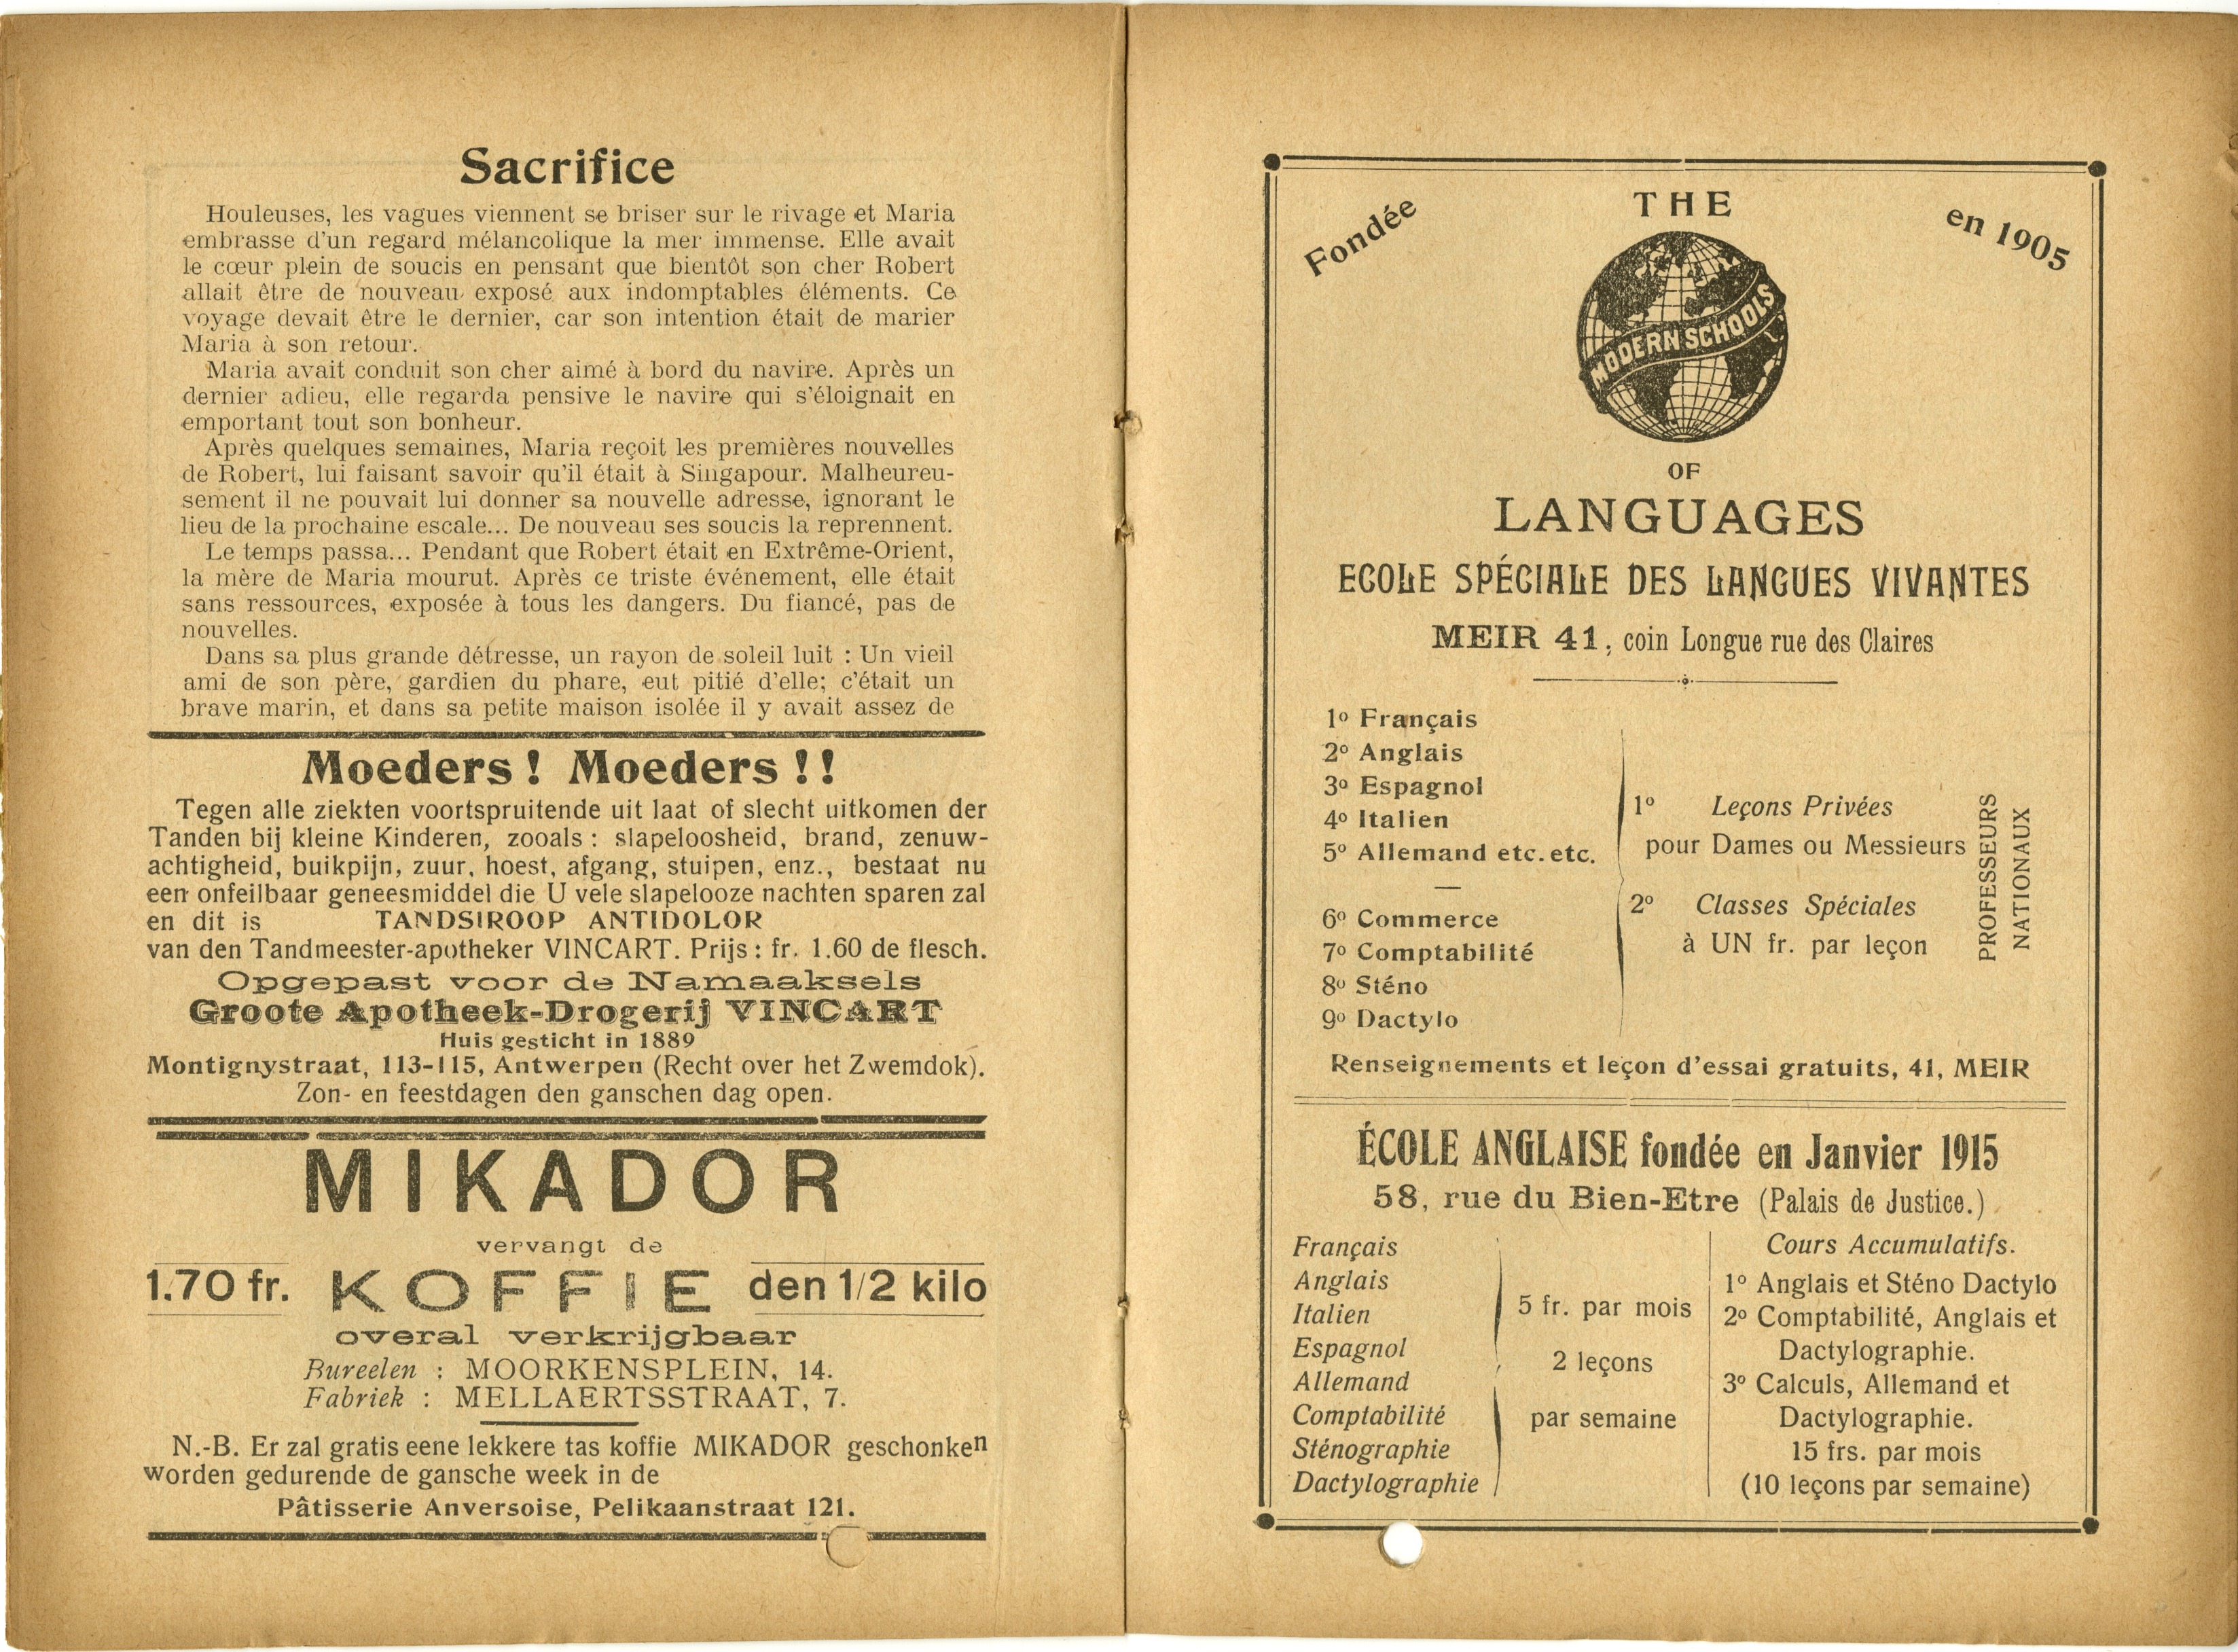 Sacrifice
Houleuses, les vagues viennent se briser sur le rivage et Maria
embrasse d'un regard mélancolique la mer immense. Elle avait
le cœur plein de soucis en pensant que bientôt son cher Robert
allait être de nouveau exposé aux indomptables éléments. Ce
voyage devait être le dernier, car son intention était de marier
Maria à son retour.
Maria avait conduit son cher aimé à bord du navire. Après un
dernier adieu, elle regarda pensive le navire qui s'éloignait en
emportant tout son bonheur.
Après quelques semaines, Maria reçoit les premières nouvelles
de Robert, lui faisant savoir qu'il était à Singapour. Malheureu-
sement il ne pouvait lui donner sa nouvelle adresse, ignorant le
lieu de la prochaine escale... De nouveau ses soucis la reprennent.
Le temps passa... Pendant que Robert était en Extrême-Orient,
la mère de Maria mourut. Après ce triste événement, elle était
sans ressources, exposée à tous les dangers. Du fiancé, pas de
nouvelles.
Dans sa plus grande détresse, un rayon de soleil luit : Un vieil
ami de son père, gardien du phare, eut pitié d'elle; c'était un
brave marin, et dans sa petite maison isolée il y avait assez de
Moeders ! Moeders !!
Tegen alle ziekten voortspruitende uit laat of slecht uitkomen der
Tanden bij kleine Kinderen, zooals : slapeloosheid, brand, zenuw-
achtigheid, buikpijn, zuur, hoest, afgang, stuipen, enz., bestaat nu
een onfeilbaar geneesmiddel die U vele slapelooze nachten sparen zal
en dit is TANDSIROOP ANTIDOLOR
van den Tandmeester-apotheker VINCART. Prijs : fr. 1.60 de flesch.
Opgepast voor de Namaaksels
Groote Apotheek-Drogerij VINCART
Huis gesticht in 1889
Montignystraat, 113-115, Antwerpen (Recht over het Zwemdok).
Zon- en feestdagen den ganschen dag open.
MIKADOR
vervangt de
1.70 fr. KOFFIE den 1/2 kilo
overal verkrijgbaar
Bureelen : MOORKENSPLEIN, 14.
Fabriek : MELLAERTSSTRAAT, 7.
N.-B. Er zal gratis eene lekkere tas koffie MIKADOR geschonken
worden gedurende de gansche week in de
Pâtisserie Anversoise, Pelikaanstraat 121.
Fondée
THE
en 1905
MODERN SCHOOLS
OF
LANGUAGES
ECOLE SPÉCIALE DES LANGUES VIVANTES
MEIR 41, coin Longue rue des Claires
1º Français
2º Anglais
3º Espagnol
4º Italien
5º Allemand etc. etc.
6º Commerce
7º Comptabilité
8º Sténo
9º Dactylo
1º Leçons Privées
pour Dames ou Messieurs
2º Classes Spéciales
à UN fr. par leçon
PROFESSEURS
NATIONAUX
Renseignements et leçon d'essai gratuits, 41, MEIR
ÉCOLE ANGLAISE fondée en Janvier 1915
58, rue du Bien-Etre (Palais de Justice.)
Français
Anglais
Italien
Espagnol
Allemand
Comptabilité
Sténographie
Dactylographie
5 fr. par mois
2 leçons
par semaine
Cours Accumulatifs.
1º Anglais et Sténo Dactylo
2º Comptabilité, Anglais et
Dactylographie.
3º Calculs, Allemand et
Dactylographie.
15 frs. par mois
(10 leçons par semaine)